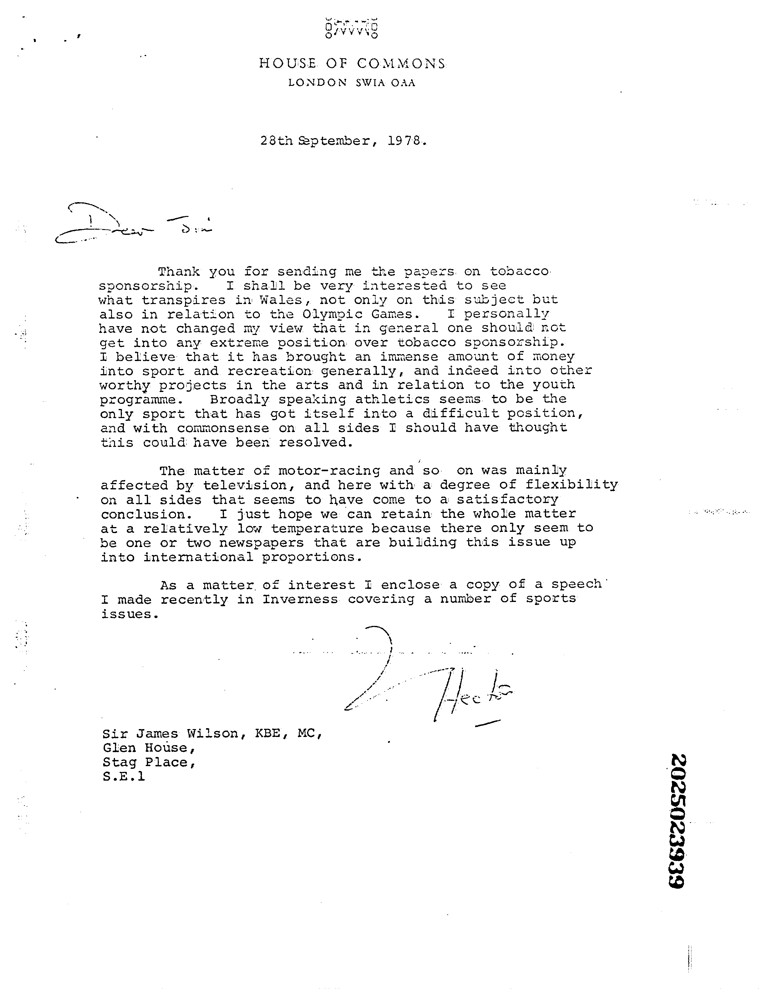 HOUSE OF COMMONS
LONDON SW1A OAA
28th September, 1978.
Dear
Thank you for sending me the papers on tobacco
sponsorship. I shall be very interested to see
what transpires in Wales, not only on this subject but
also in relation to the Olympic Games. I personally
have not changed my view that in general one should not
get into any extreme position over tobacco sponsorship.
I believe that it has brought an immense amount of money
into sport and recreation generally, and indeed into other
worthy projects in the arts and in relation to the youth
programme. Broadly speaking athletics seems to be the
only sport that has got itself into a difficult position,
and with commonsense on all sides I should have thought
this could have been resolved.
The matter of motor-racing and so on was mainly
affected by television, and here with a degree of flexibility
on all sides that seems to have come to a satisfactory
conclusion. I just hope we can retain the whole matter
at a relatively low temperature because there only seem to
be one or two newspapers that are building this issue up
into international proportions.
As a matter of interest I enclose a copy of a speech
I made recently in Inverness covering a number of sports
issues.
Hector
Sir James Wilson, KBE, MC,
Glen House,
Stag Place,
S.E.1
2025023939